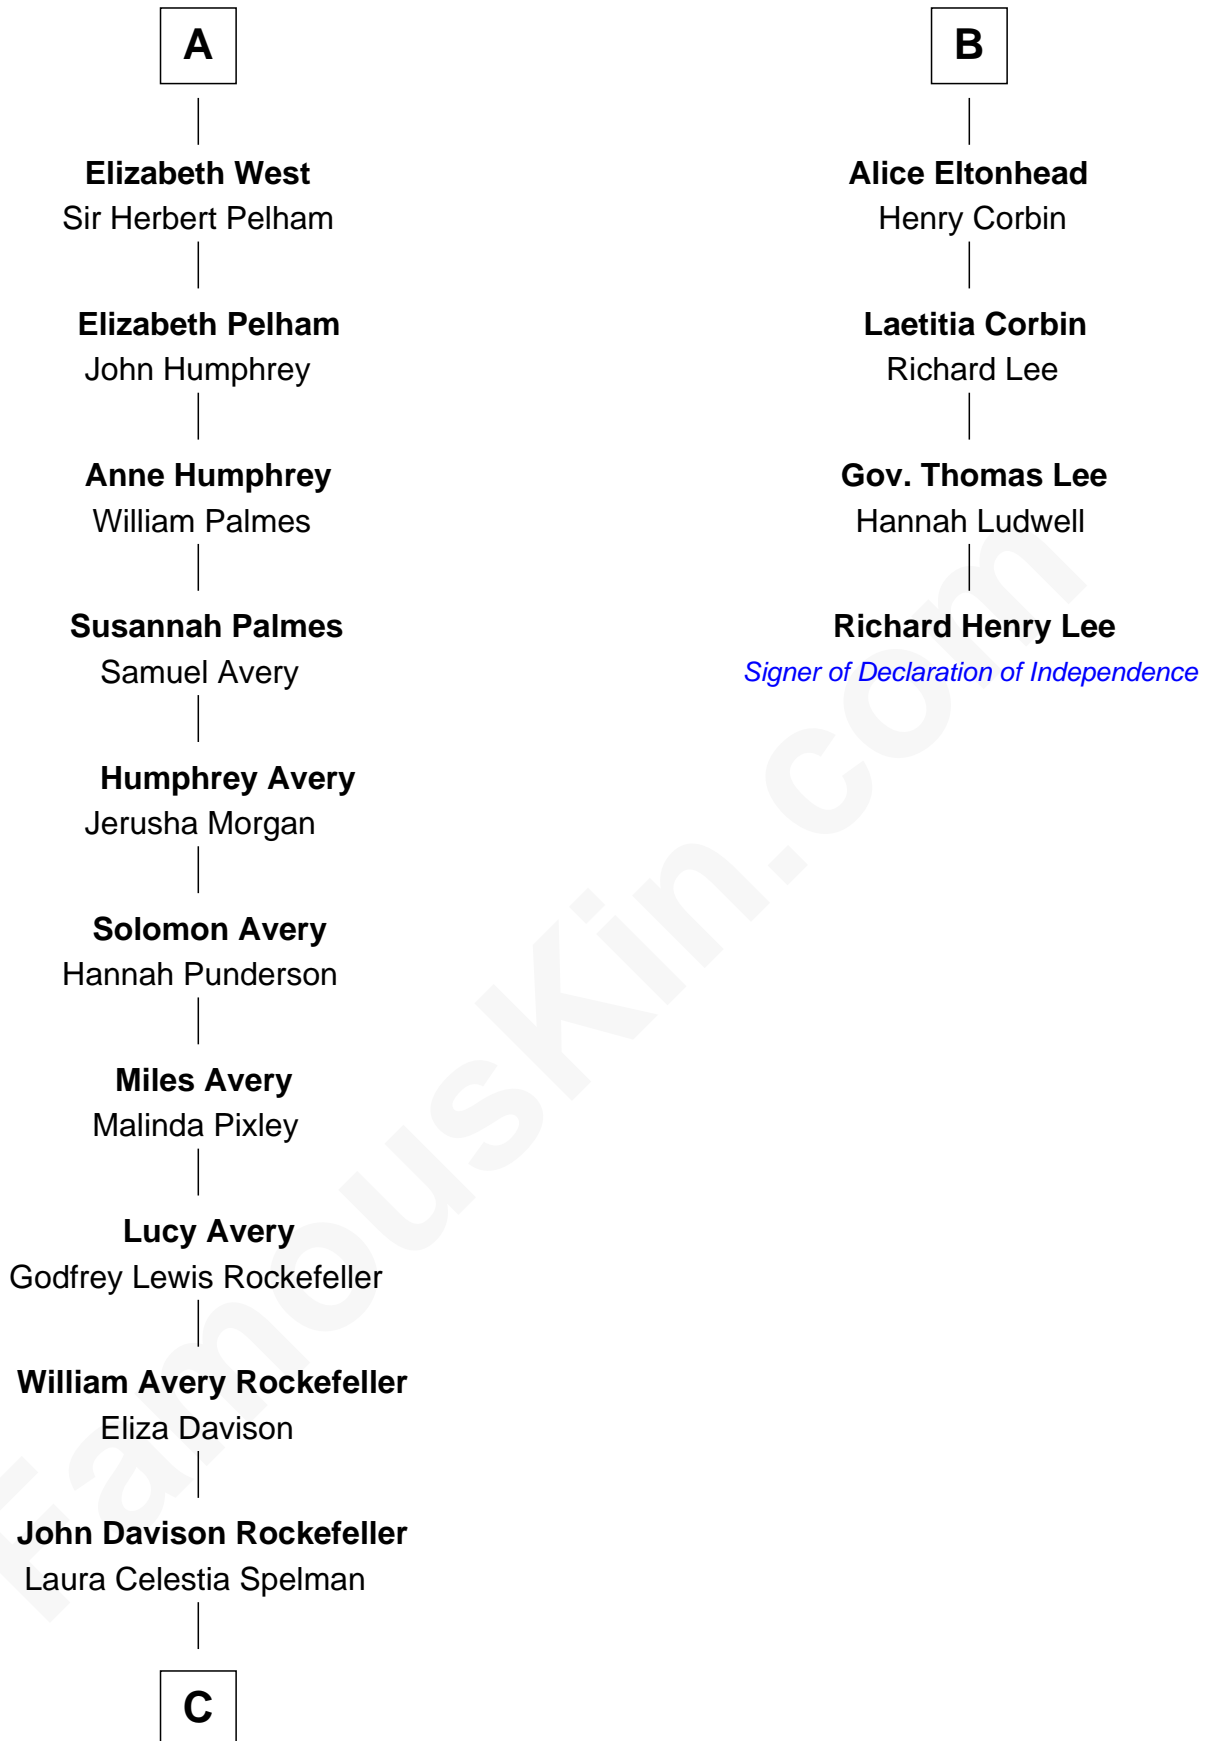 A
Elizabeth West
Sir Herbert Pelham
Elizabeth Pelham
John Humphrey
Anne Humphrey
William Palmes
Susannah Palmes
Samuel Avery
Humphrey Avery
Jerusha Morgan
Solomon Avery
Hannah Punderson
Miles Avery
Malinda Pixley
Lucy Avery
Godfrey Lewis Rockefeller
William Avery Rockefeller
Eliza Davison
John Davison Rockefeller
Laura Celestia Spelman
C
B
Alice Eltonhead
Henry Corbin
Laetitia Corbin
Richard Lee
Gov. Thomas Lee
Hannah Ludwell
Richard Henry Lee
Signer of Declaration of Independence
FamousKin.com